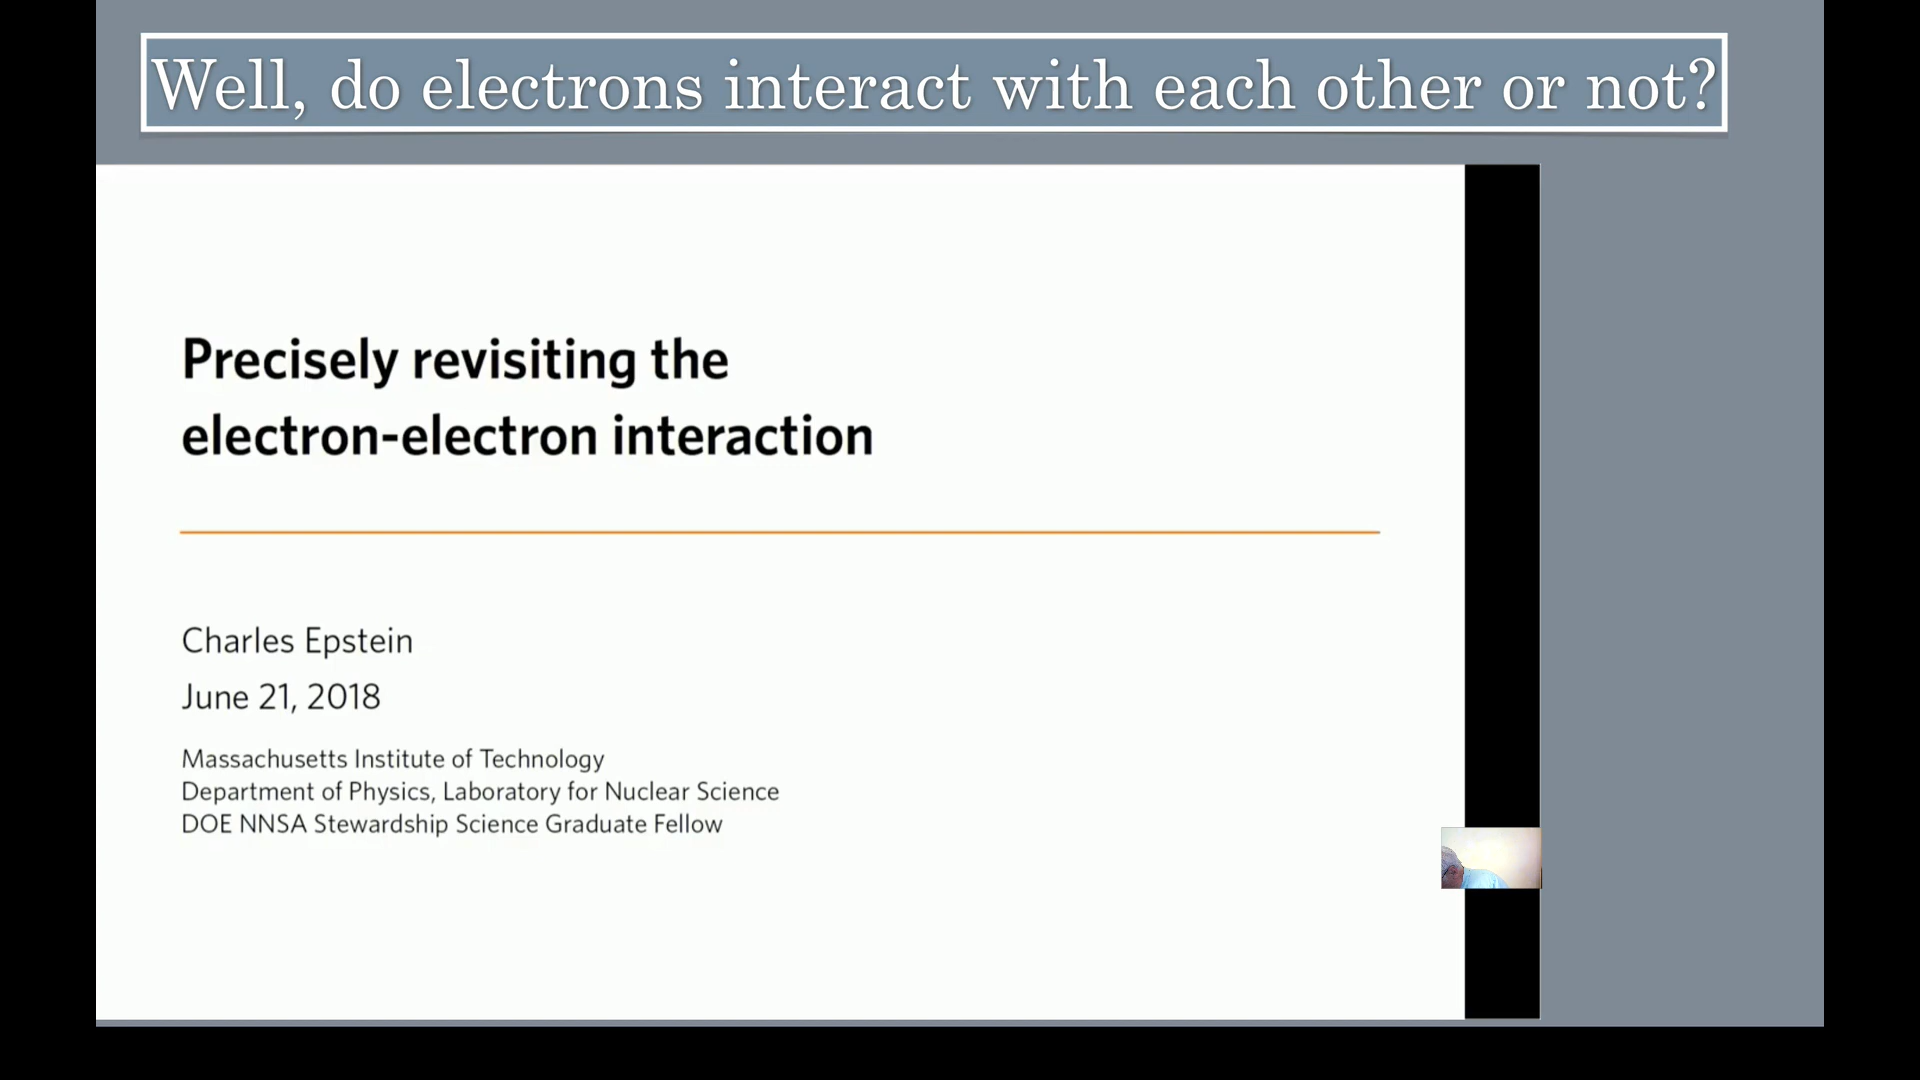 Well, do electrons interact with each other or not?
Precisely revisiting the
electron-electron interaction
Charles Epstein
June 21, 2018
Massachusetts Institute of Technology
Department of Physics, Laboratory for Nuclear Science
DOE NNSA Stewardship Science Graduate Fellow